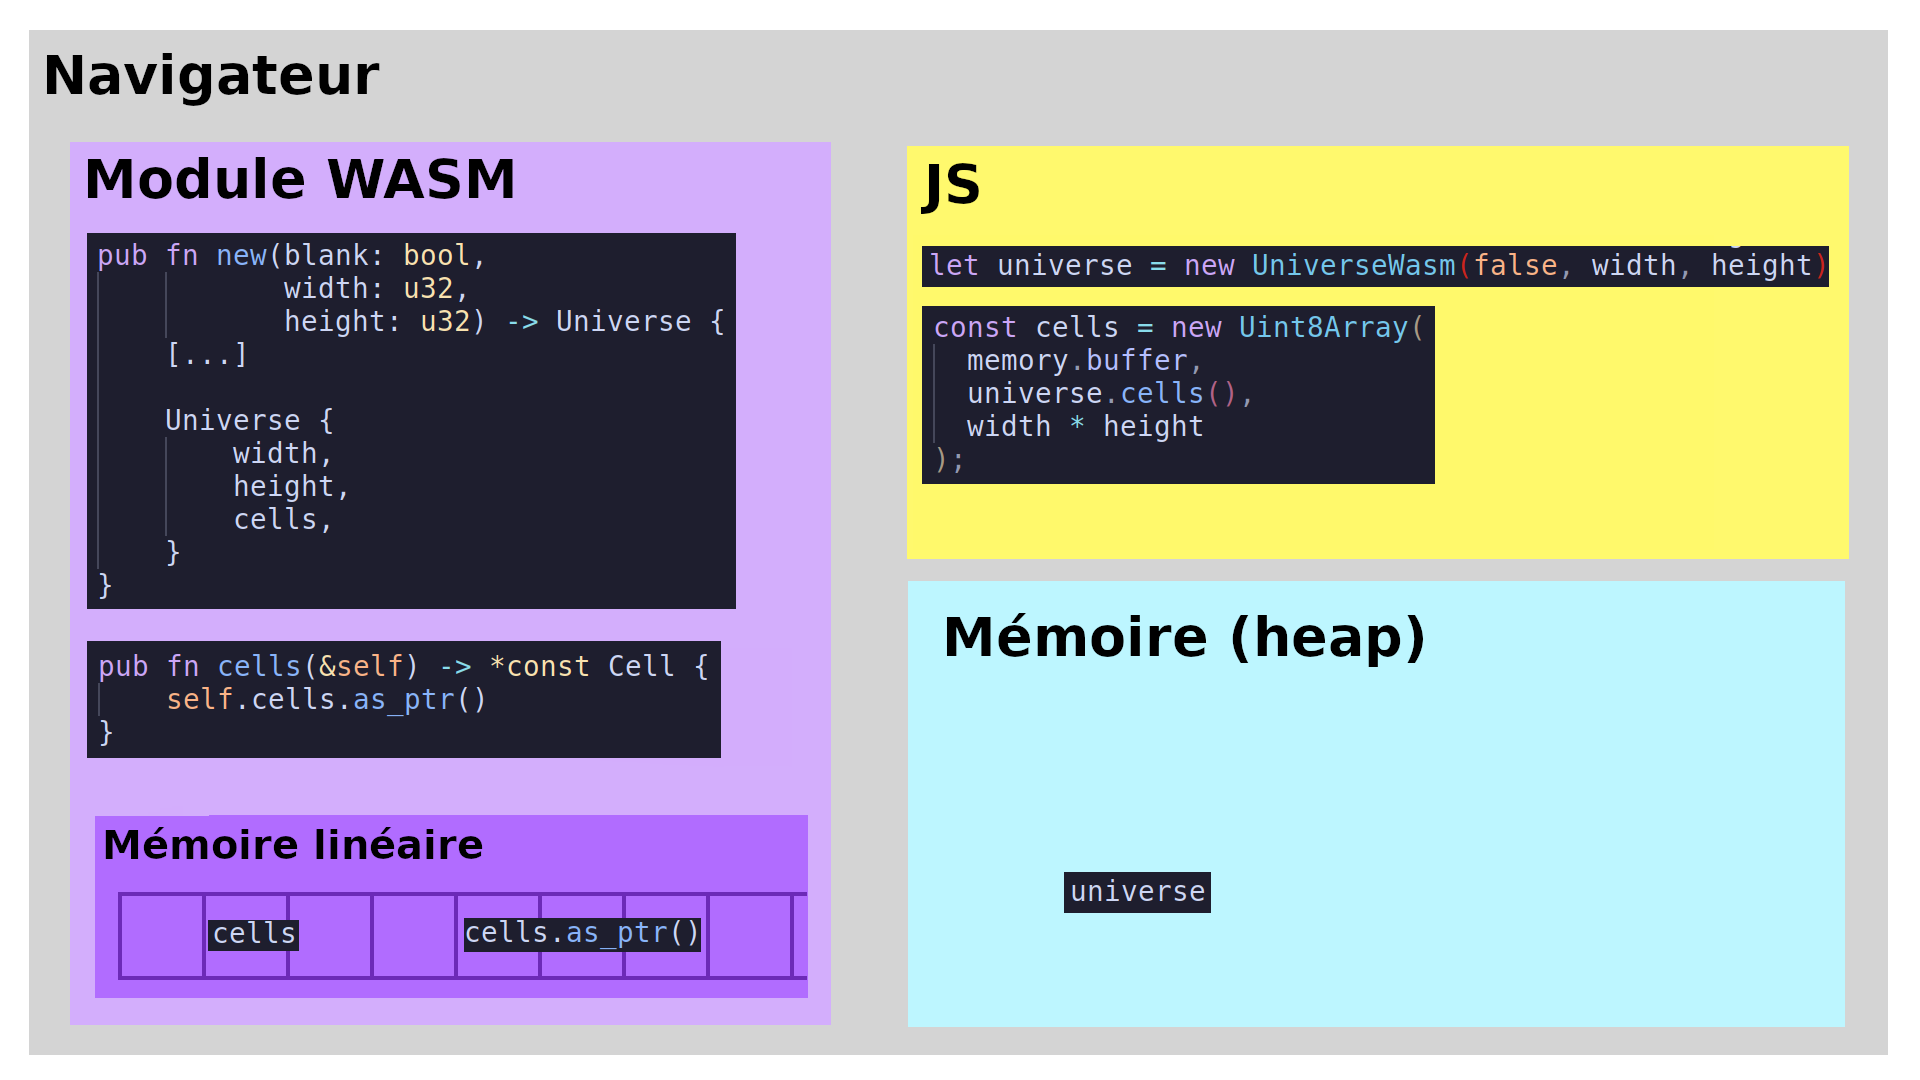 Navigateur
Module WASM
pub fn new(blank: bool,
           width: u32,
           height: u32) -> Universe {
    [...]

    Universe {
        width,
        height,
        cells,
    }
}
pub fn cells(&self) -> *const Cell {
    self.cells.as_ptr()
}
Mémoire linéaire
cells
cells.as_ptr()
JS
let universe = new UniverseWasm(false, width, height)
const cells = new Uint8Array(
  memory.buffer,
  universe.cells(),
  width * height
);
Mémoire (heap)
universe